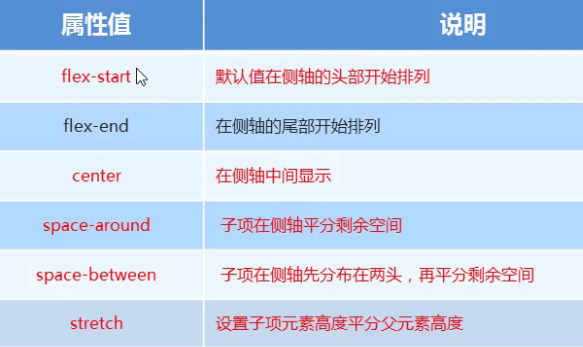 属性值 说明
flex-start 默认值在侧轴的头部开始排列
flex-end 在侧轴的尾部开始排列
center 在侧轴中间显示
space-around 子项在侧轴平分剩余空间
space-between 子项在侧轴先分布在两头，再平分剩余空间
stretch 设置子项元素高度平分父元素高度